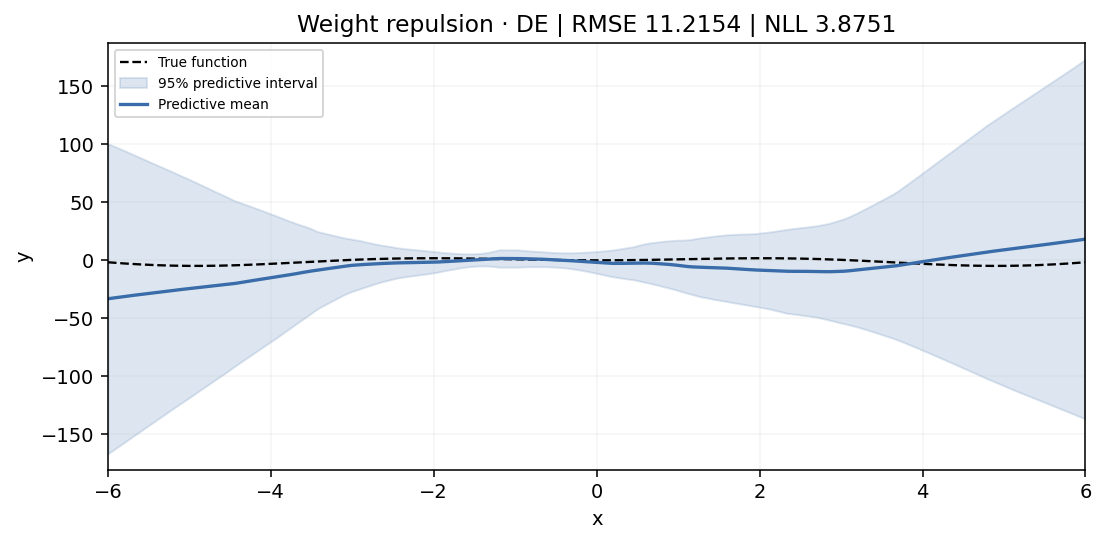 Weight repulsion · DE | RMSE 11.2154 | NLL 3.8751
True function
95% predictive interval
Predictive mean
y
150
100
50
0
−50
−100
−150
−6
−4
−2
0
2
4
6
x